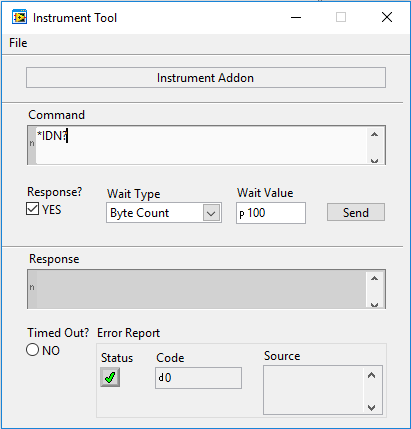 Instrument Tool
File
Instrument Addon
Command
n *IDN?
Response? Wait Type Wait Value
YES Byte Count p 100 Send
Response
n
Timed Out? Error Report
NO Status Code Source
d 0